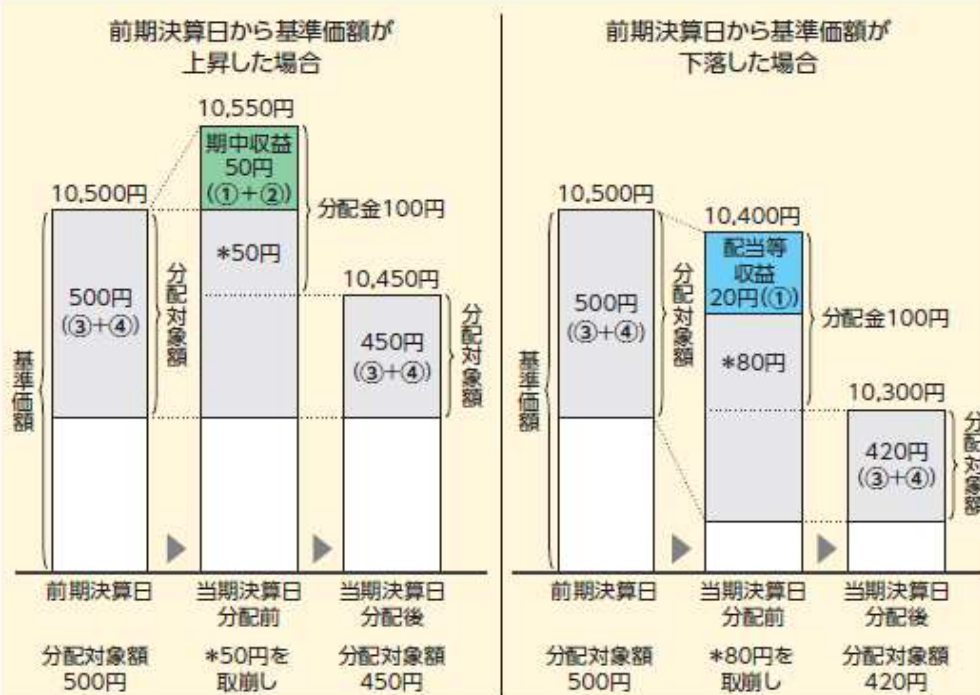 前期決算日から基準価額が
上昇した場合
10,550円
期中収益
50円
(①+②)
10,500円
分配金100円
*50円
10,450円
500円
(③+④)
分配対象額
450円
(③+④)
分配対象額
基準価額
前期決算日
当期決算日
分配前
当期決算日
分配後
分配対象額
500円
*50円を
取崩し
分配対象額
450円
前期決算日から基準価額が
下落した場合
10,500円
10,400円
配当等
収益
20円(①)
500円
(③+④)
分配対象額
分配金100円
*80円
10,300円
420円
(③+④)
分配対象額
基準価額
前期決算日
当期決算日
分配前
当期決算日
分配後
分配対象額
500円
*80円を
取崩し
分配対象額
420円